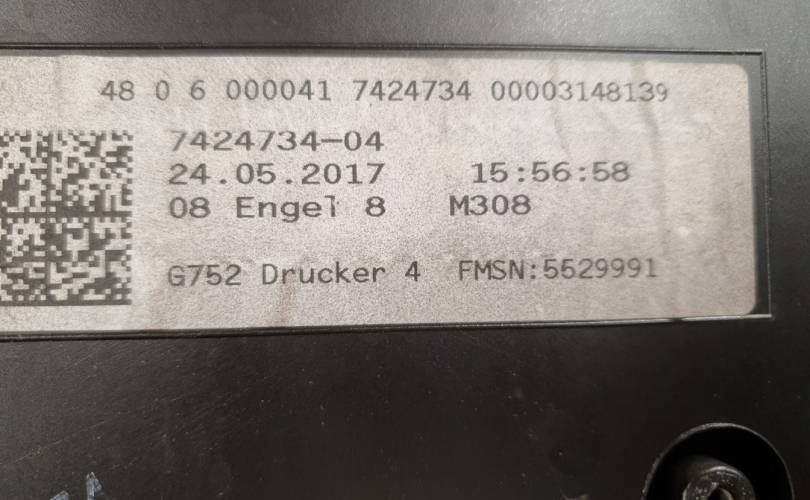 48 0 6 000041 7424734 00003148139
7424734-04
24.05.2017 15:56:58
08 Engel 8 M308
G752 Drucker 4 FMSN:5529991